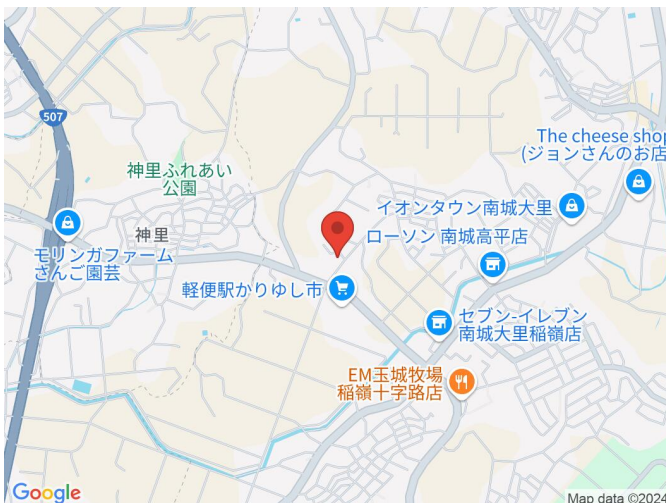 507
The cheese shop
(ジョンさんのお店
神里ふれあい
公園
イオンタウン南城大里
神里
ローソン 南城高平店
モリンガファーム
さんご園芸
軽便駅かりゆし市
セブン-イレブン
南城大里稲嶺店
EM玉城牧場
稲嶺十字路店
Google
Map data ©2024